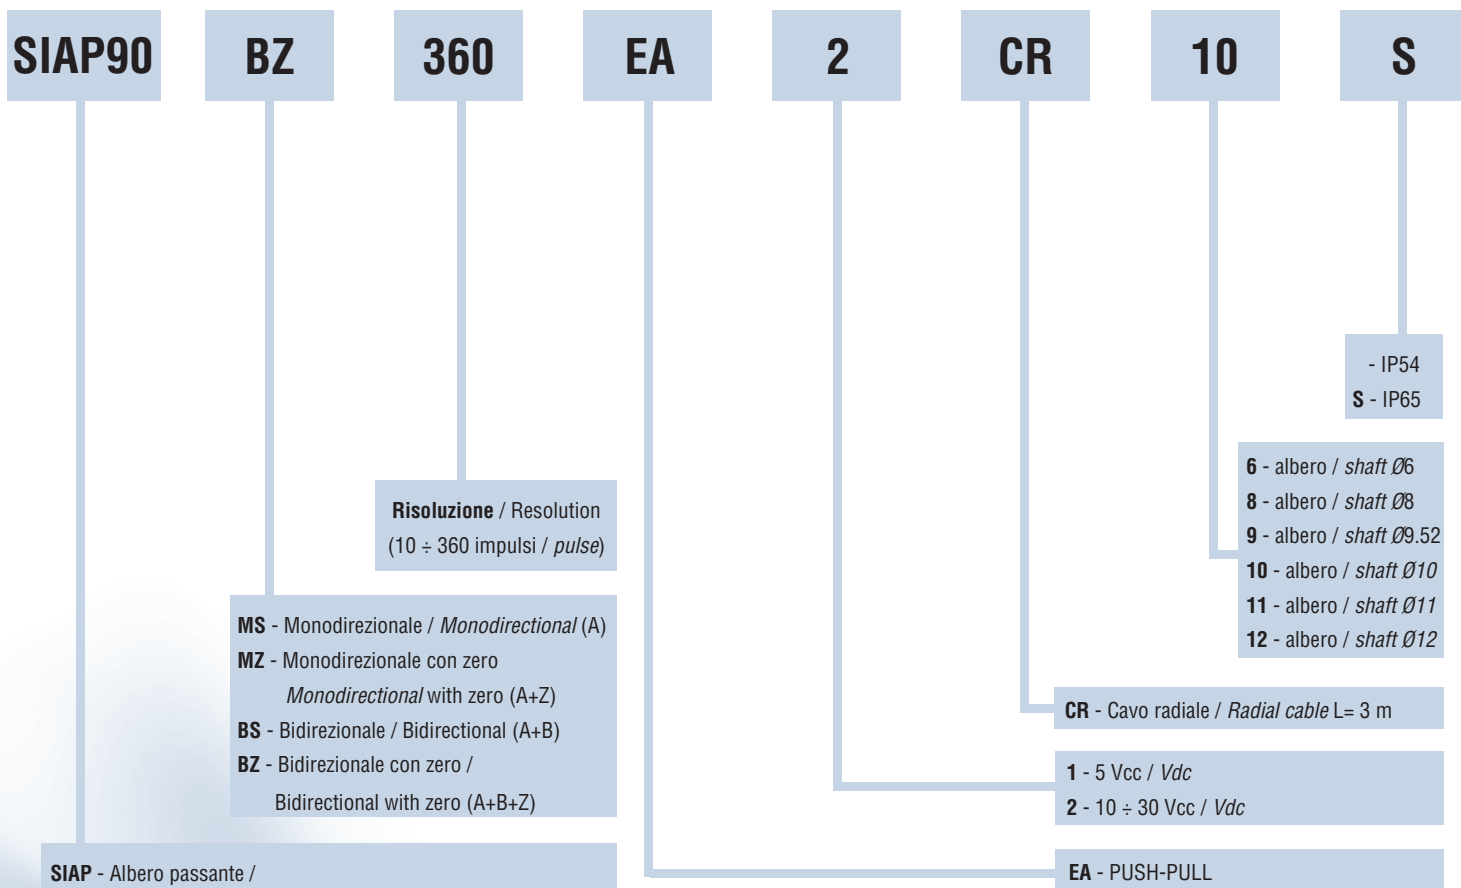 SIAP90 BZ 360 EA 2 CR 10 S
- IP54
S - IP65
6 - albero / shaft Ø6
8 - albero / shaft Ø8
9 - albero / shaft Ø9.52
10 - albero / shaft Ø10
11 - albero / shaft Ø11
12 - albero / shaft Ø12
Risoluzione / Resolution
(10 ÷ 360 impulsi / pulse)
MS - Monodirezionale / Monodirectional (A)
MZ - Monodirezionale con zero
Monodirectional with zero (A+Z)
BS - Bidirezionale / Bidirectional (A+B)
BZ - Bidirezionale con zero /
Bidirectional with zero (A+B+Z)
CR - Cavo radiale / Radial cable L= 3 m
1 - 5 Vcc / Vdc
2 - 10 ÷ 30 Vcc / Vdc
SIAP - Albero passante /
EA - PUSH-PULL